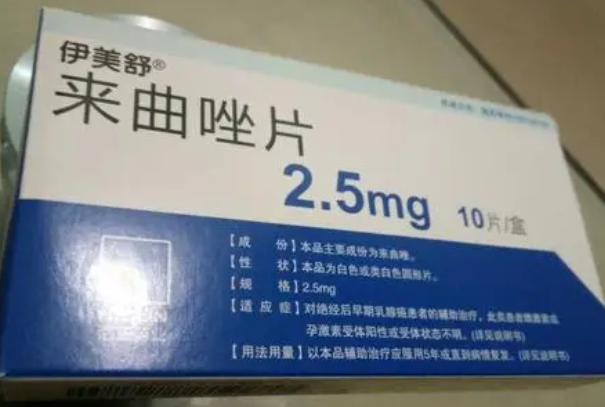 伊美舒®
来曲唑片
2.5mg 10片/盒
【成 份】本品主要成份为来曲唑。
【性 状】本品为白色或类白色圆形片。
【规 格】2.5mg
【适 应 症】对绝经后早期乳腺癌患者的辅助治疗，此类患者雌激素或
孕激素受体阳性或受体状态不明。(详见说明书)
【用法用量】以本品辅助治疗应服用5年或直到病情复发。(详见说明书)